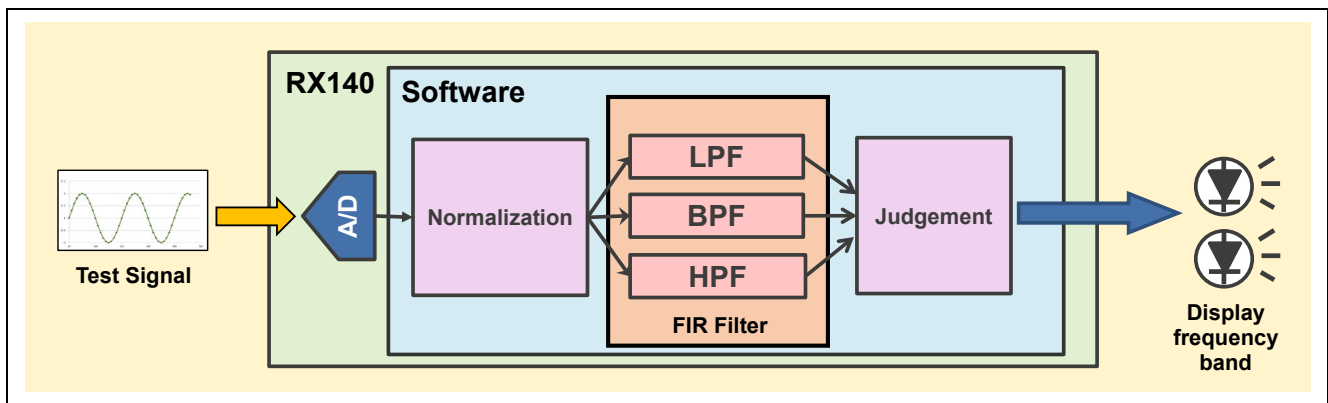 RX140
Software
Test Signal
A/D
Normalization
LPF
BPF
HPF
FIR Filter
Judgement
Display
frequency
band